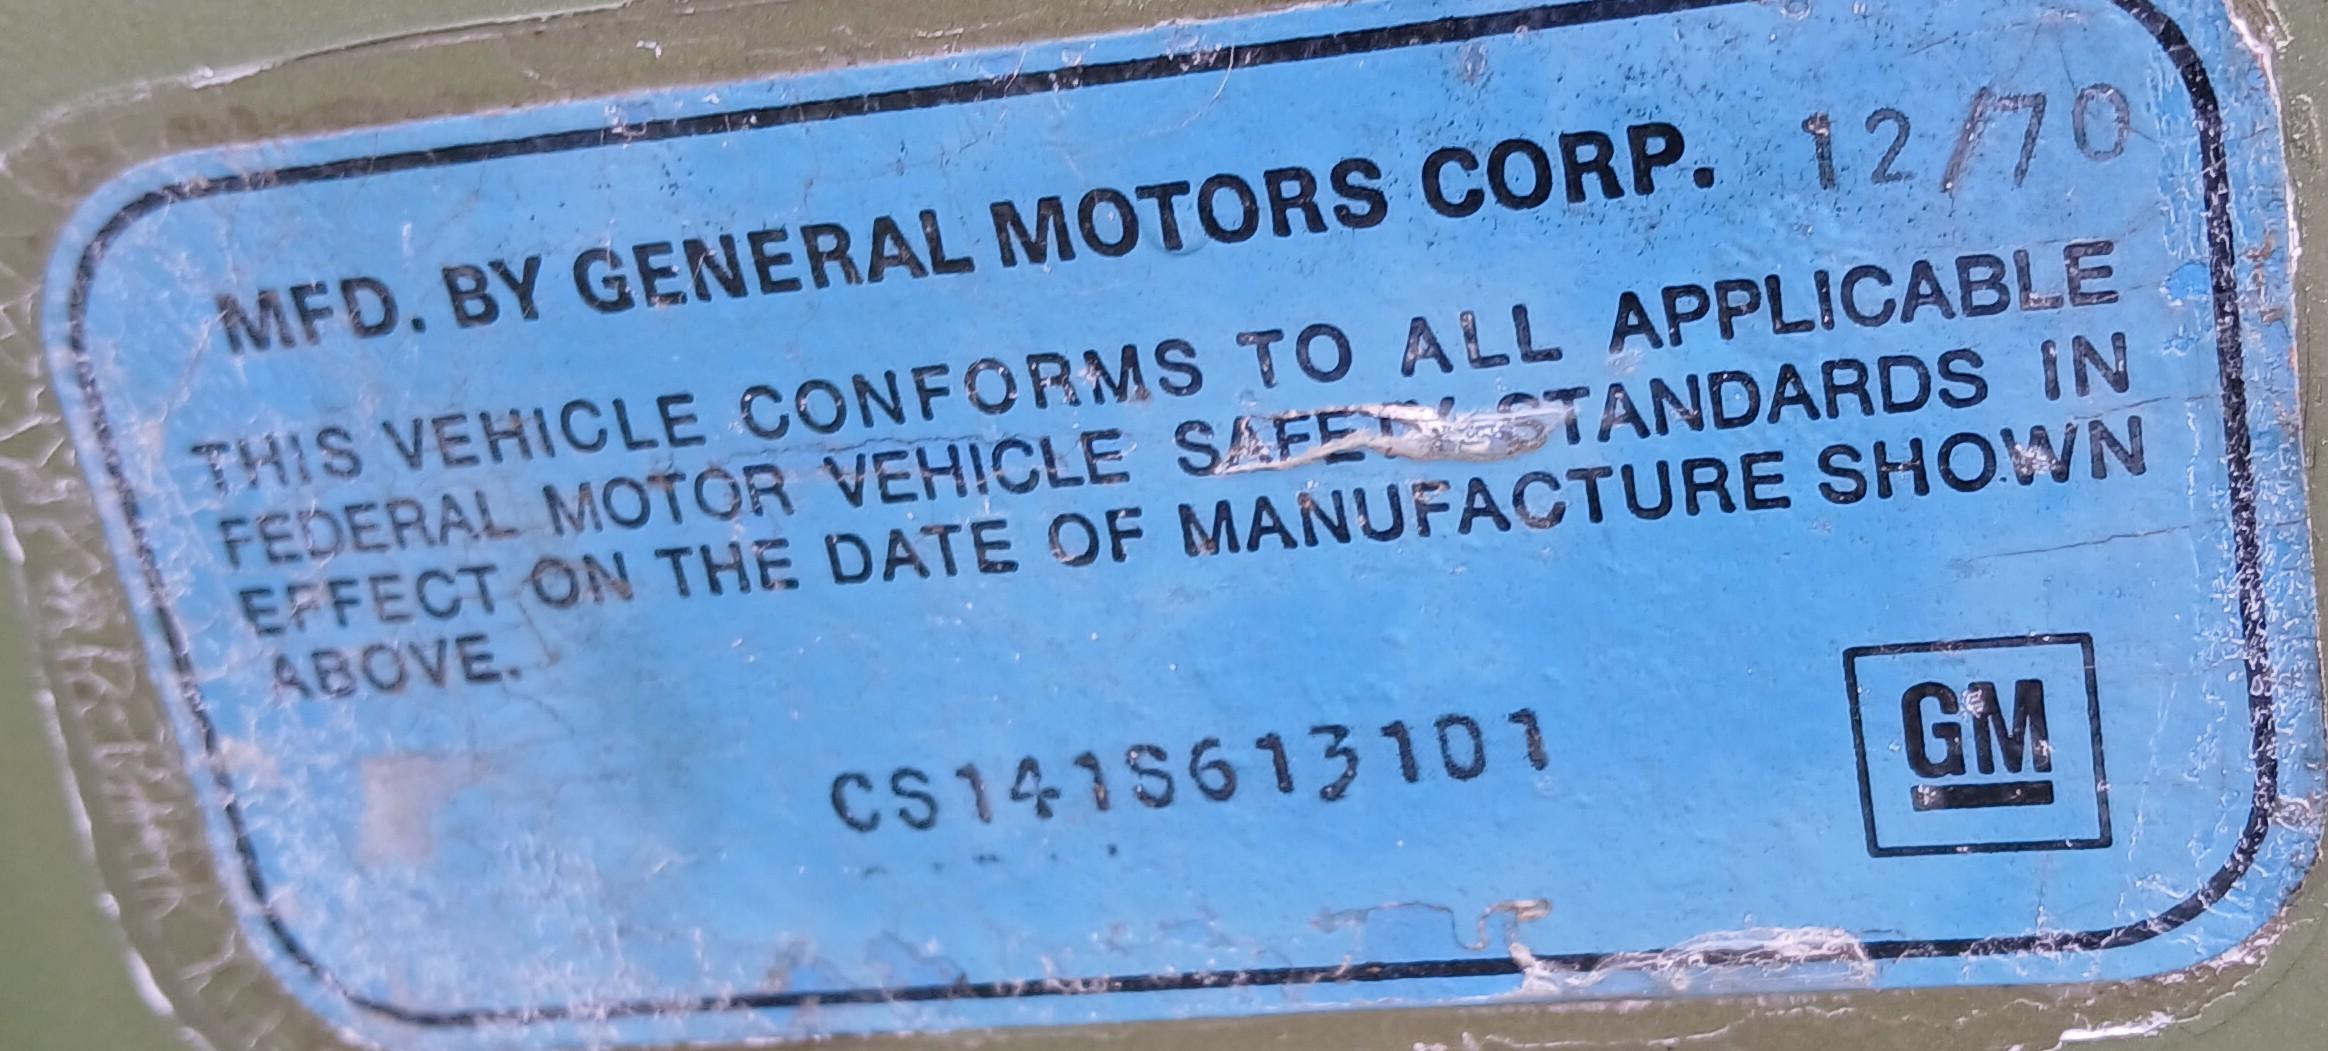 MFD. BY GENERAL MOTORS CORP. 12/70
THIS VEHICLE CONFORMS TO ALL APPLICABLE
FEDERAL MOTOR VEHICLE SAFETY STANDARDS IN
EFFECT ON THE DATE OF MANUFACTURE SHOWN
ABOVE.
CS141S613101
GM